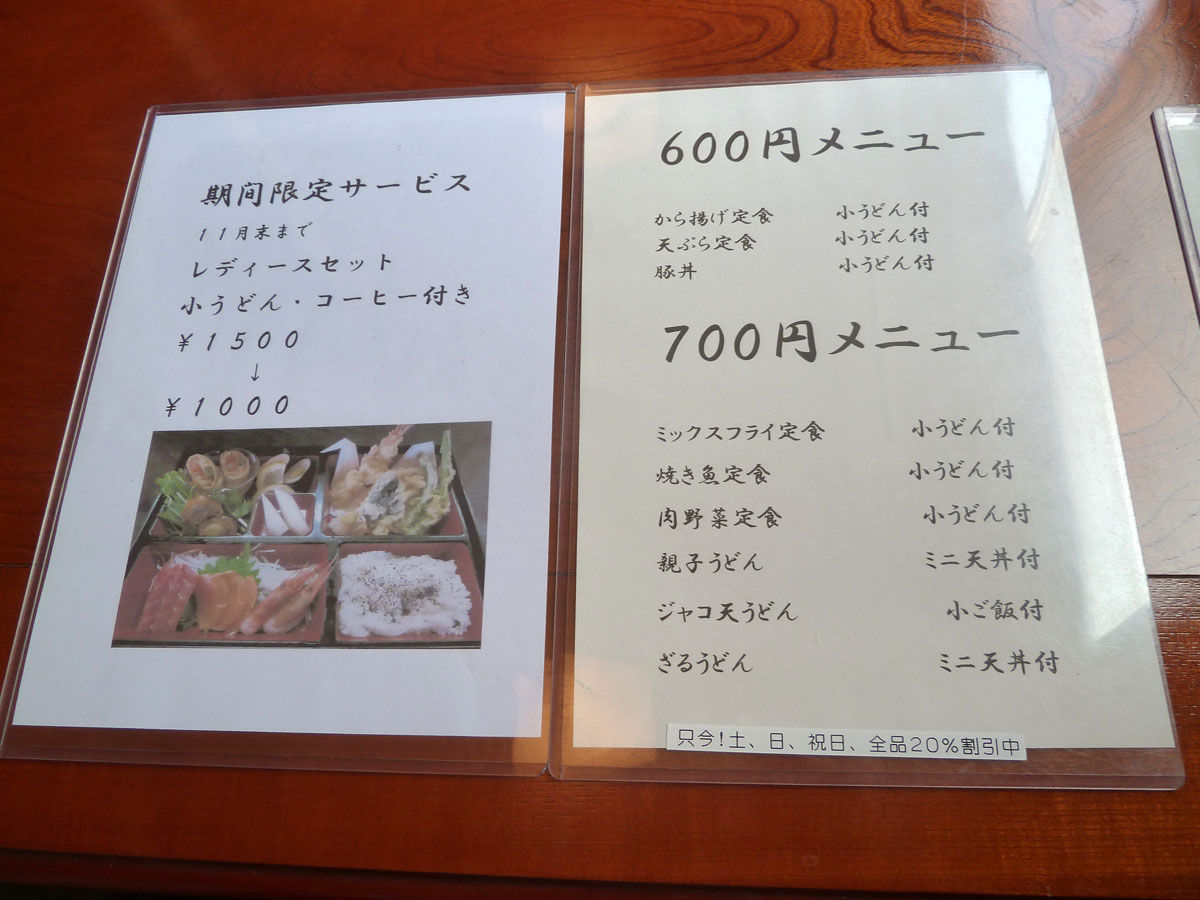 期間限定サービス
１１月末まで
レディースセット
小うどん・コーヒー付き
￥１５００
↓
￥１０００
600円メニュー
から揚げ定食 小うどん付
天ぷら定食 小うどん付
豚丼 小うどん付
700円メニュー
ミックスフライ定食 小うどん付
焼き魚定食 小うどん付
肉野菜定食 小うどん付
親子うどん ミニ天丼付
ジャコ天うどん 小ご飯付
ざるうどん ミニ天丼付
只今!土、日、祝日、全品20%割引中